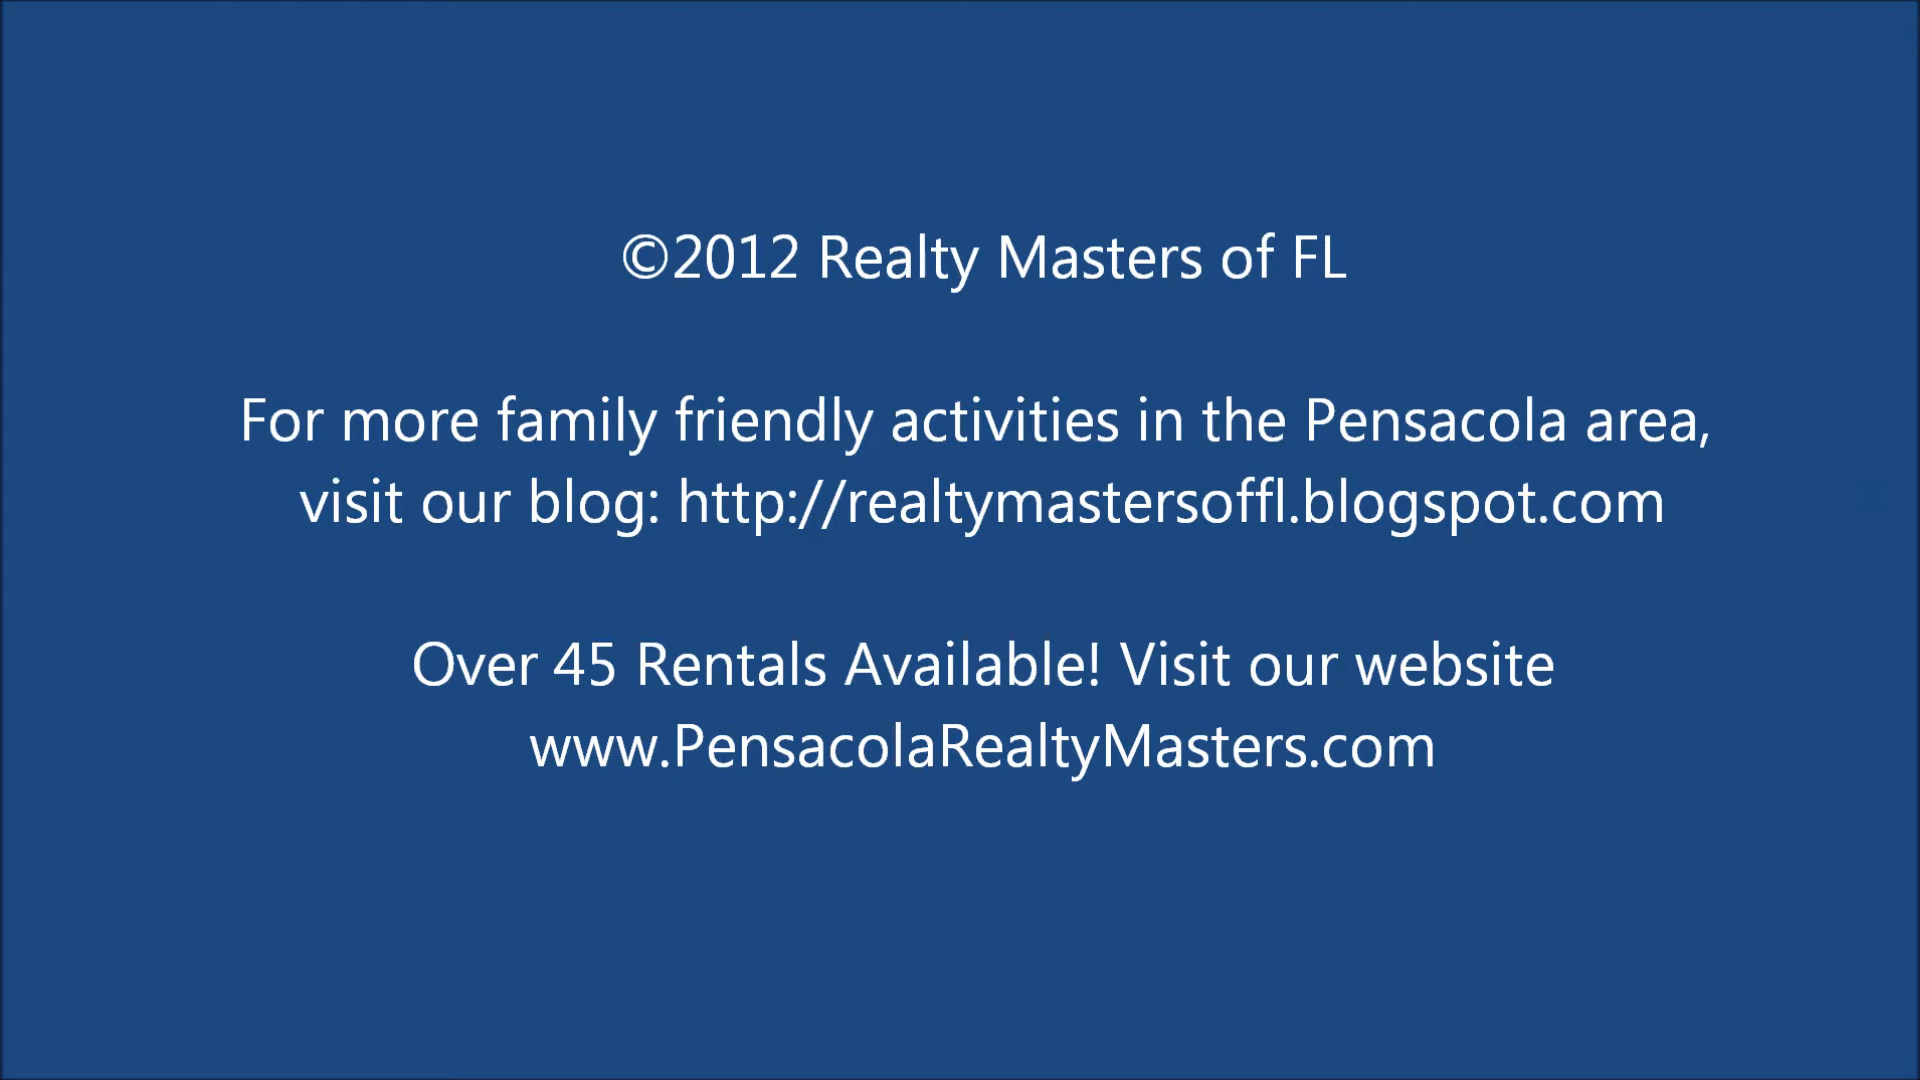 ©2012 Realty Masters of FL
For more family friendly activities in the Pensacola area,
visit our blog: http://realtymastersoffl.blogspot.com
Over 45 Rentals Available! Visit our website
www.PensacolaRealtyMasters.com